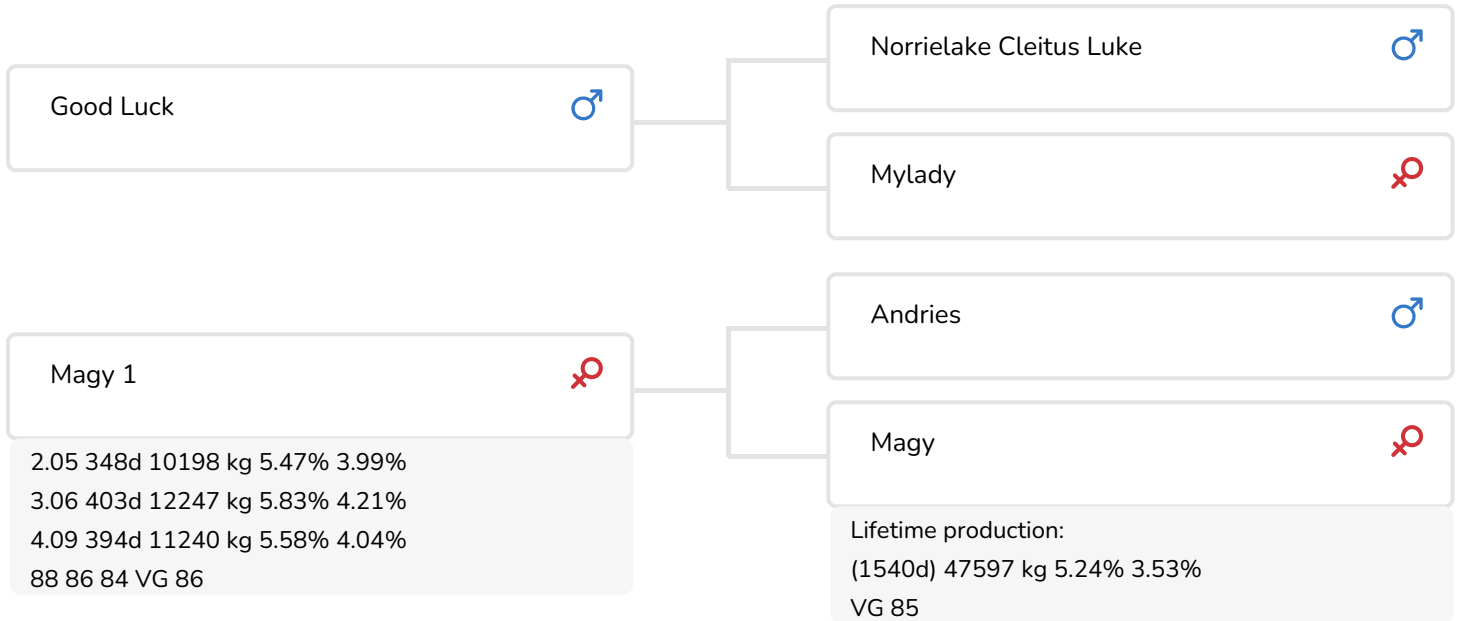 Norrielake Cleitus Luke
Good Luck
Mylady
Andries
Magy 1
Magy
2.05 348d 10198 kg 5.47% 3.99%
3.06 403d 12247 kg 5.83% 4.21%
4.09 394d 11240 kg 5.58% 4.04%
88 86 84 VG 86
Lifetime production:
(1540d) 47597 kg 5.24% 3.53%
VG 85